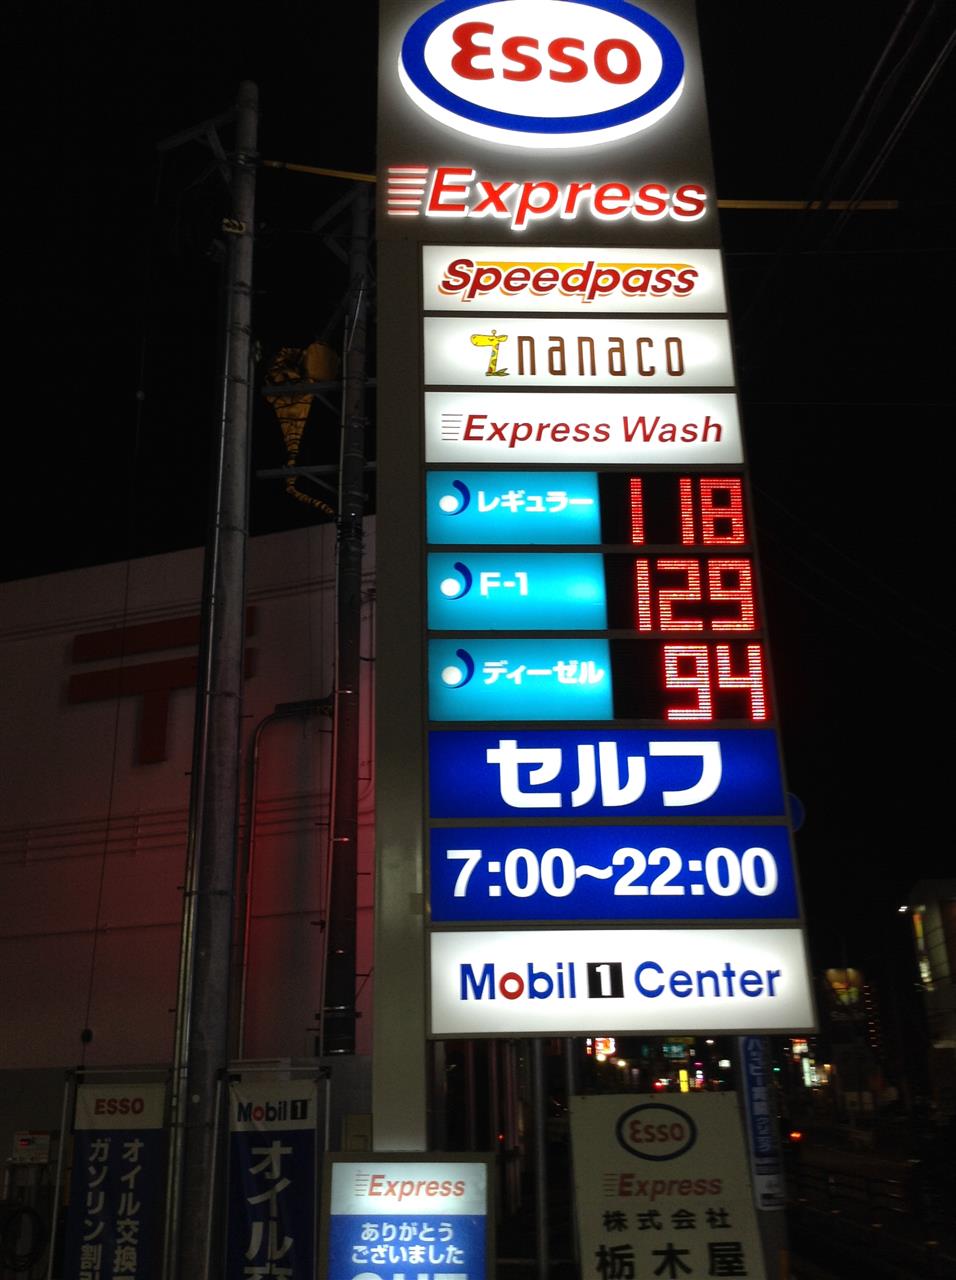 Esso
Express
Speedpass
nanaco
Express Wash
レギュラー 118
F-1 129
ディーゼル 94
セルフ
7:00~22:00
Mobil 1 Center
ESSO
オイル交換
ガソリン割引
Mobil 1
オイル
Express
ありがとう
ございました
OUT
Esso
Express
株式会社
栃木屋